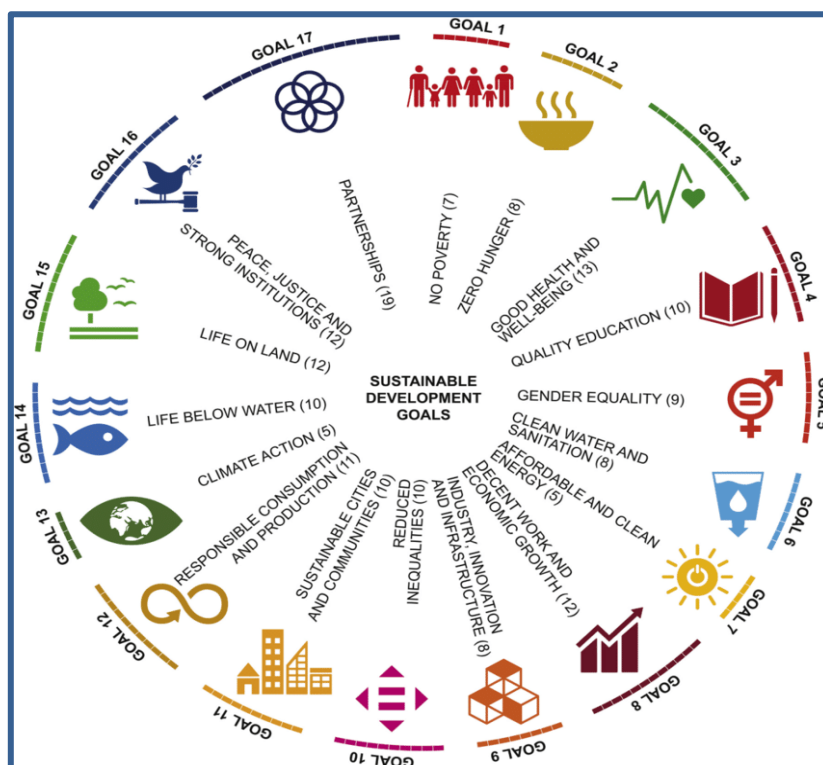 GOAL 1
GOAL 2
GOAL 3
GOAL 4
GOAL 5
GOAL 6
GOAL 7
GOAL 8
GOAL 9
GOAL 10
GOAL 11
GOAL 12
GOAL 13
GOAL 14
GOAL 15
GOAL 16
GOAL 17
NO POVERTY (7)
ZERO HUNGER (8)
GOOD HEALTH AND
WELL-BEING (13)
QUALITY EDUCATION (10)
GENDER EQUALITY (9)
CLEAN WATER AND
SANITATION (8)
AFFORDABLE AND CLEAN
ENERGY (5)
DECENT WORK AND
ECONOMIC GROWTH (12)
INDUSTRY, INNOVATION
AND INFRASTRUCTURE (8)
REDUCED
INEQUALITIES (10)
SUSTAINABLE CITIES
AND COMMUNITIES (10)
RESPONSIBLE CONSUMPTION
AND PRODUCTION (11)
CLIMATE ACTION (5)
LIFE BELOW WATER (10)
LIFE ON LAND (12)
PEACE, JUSTICE AND
STRONG INSTITUTIONS (12)
PARTNERSHIPS (19)
SUSTAINABLE
DEVELOPMENT
GOALS